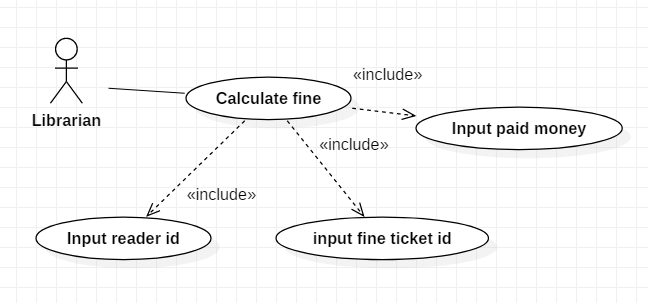 «include»
Calculate fine
Librarian
Input paid money
«include»
«include»
Input reader id
input fine ticket id